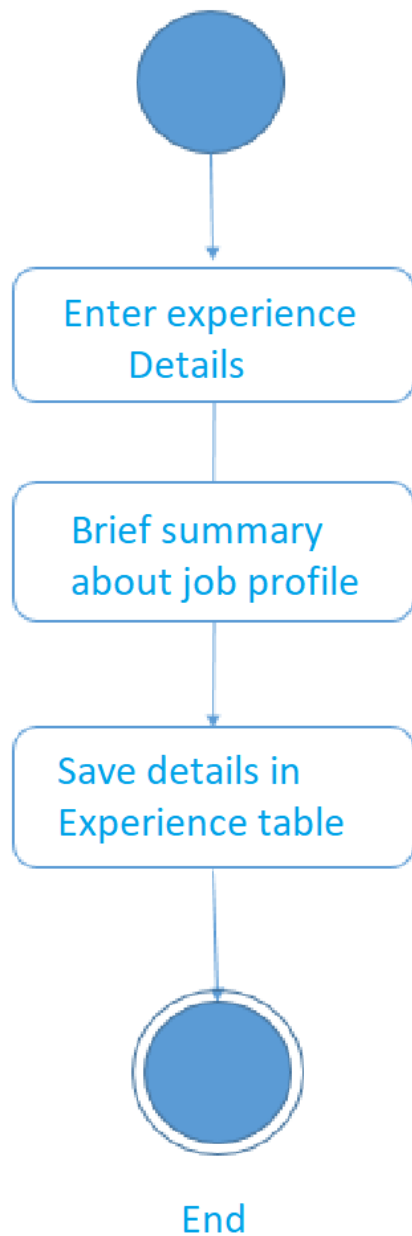 Enter experience
Details
Brief summary
about job profile
Save details in
Experience table
End